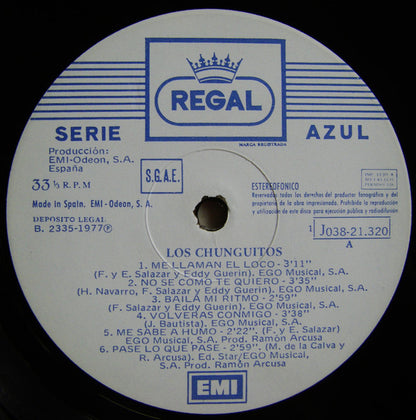 REGAL
MARCA REGISTRADA
SERIE AZUL
Producción:
EMI-Odeon, S.A.
España
33 ⅓ R.P.M
S.G.A.E.
Made in Spain. EMI-Odeon, S. A.
DEPOSITO LEGAL
B. 2335-1977Ⓟ
ESTEREOFONICO
Reservados todos los derechos del productor fonográfico y del
propietario de la obra impresionada. Prohibida la reproducción
y utilización de este disco para ejecución pública y radiodifusión
1 J038-21.320
A
LOS CHUNGUITOS
1. ME LLAMAN EL LOCO - 3'11"
(F. y E. Salazar y Eddy Guerin). EGO Musical, S.A.
2. NO SE COMO TE QUIERO - 3'35"
(H. Navarro, F. Salazar y Eddy Guerin). EGO Musical, S.A.
3. BAILA MI RITMO - 2'59"
(F. Salazar y Eddy Guerin). EGO Musical, S.A.
4. VOLVERAS CONMIGO - 3'38"
(J. Bautista). EGO Musical, S.A.
5. ME SABE A HUMO - 2'22". (F. y E. Salazar)
EGO Musical, S.A. Prod. Ramón Arcusa
6. PASE LO QUE PASE - 2'59". (M. de la Calva y
R. Arcusa). Ed. Star/EGO Musical,
S.A. Prod. Ramón Arcusa
EMI